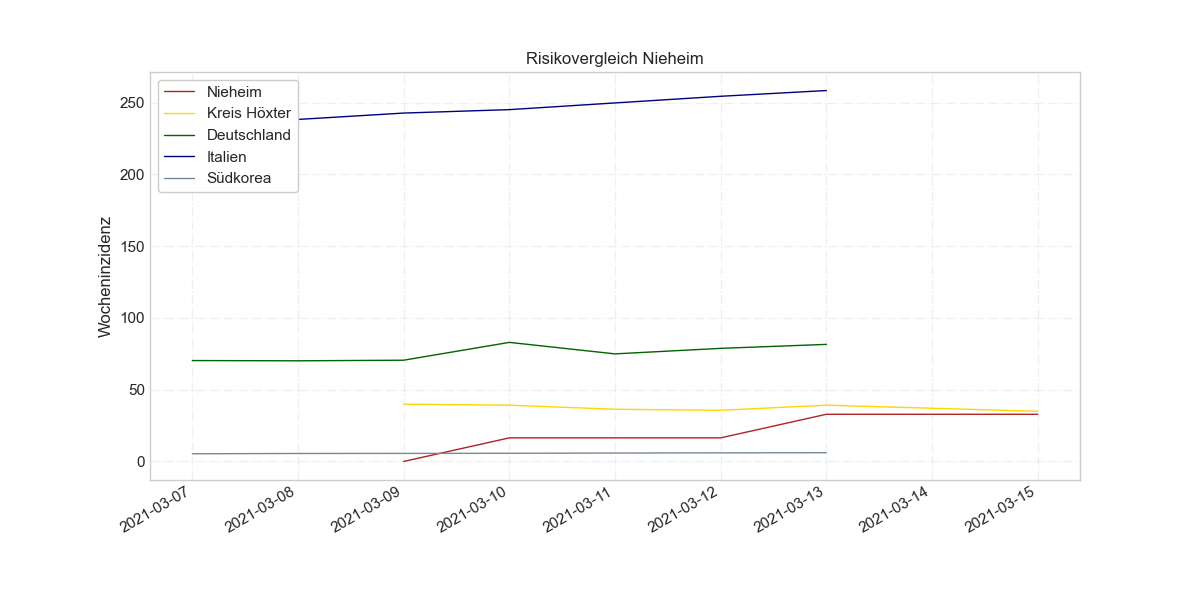 Risikovergleich Nieheim
Nieheim
Kreis Höxter
Deutschland
Italien
Südkorea
Wocheninzidenz
250
200
150
100
50
0
2021-03-07
2021-03-08
2021-03-09
2021-03-10
2021-03-11
2021-03-12
2021-03-13
2021-03-14
2021-03-15